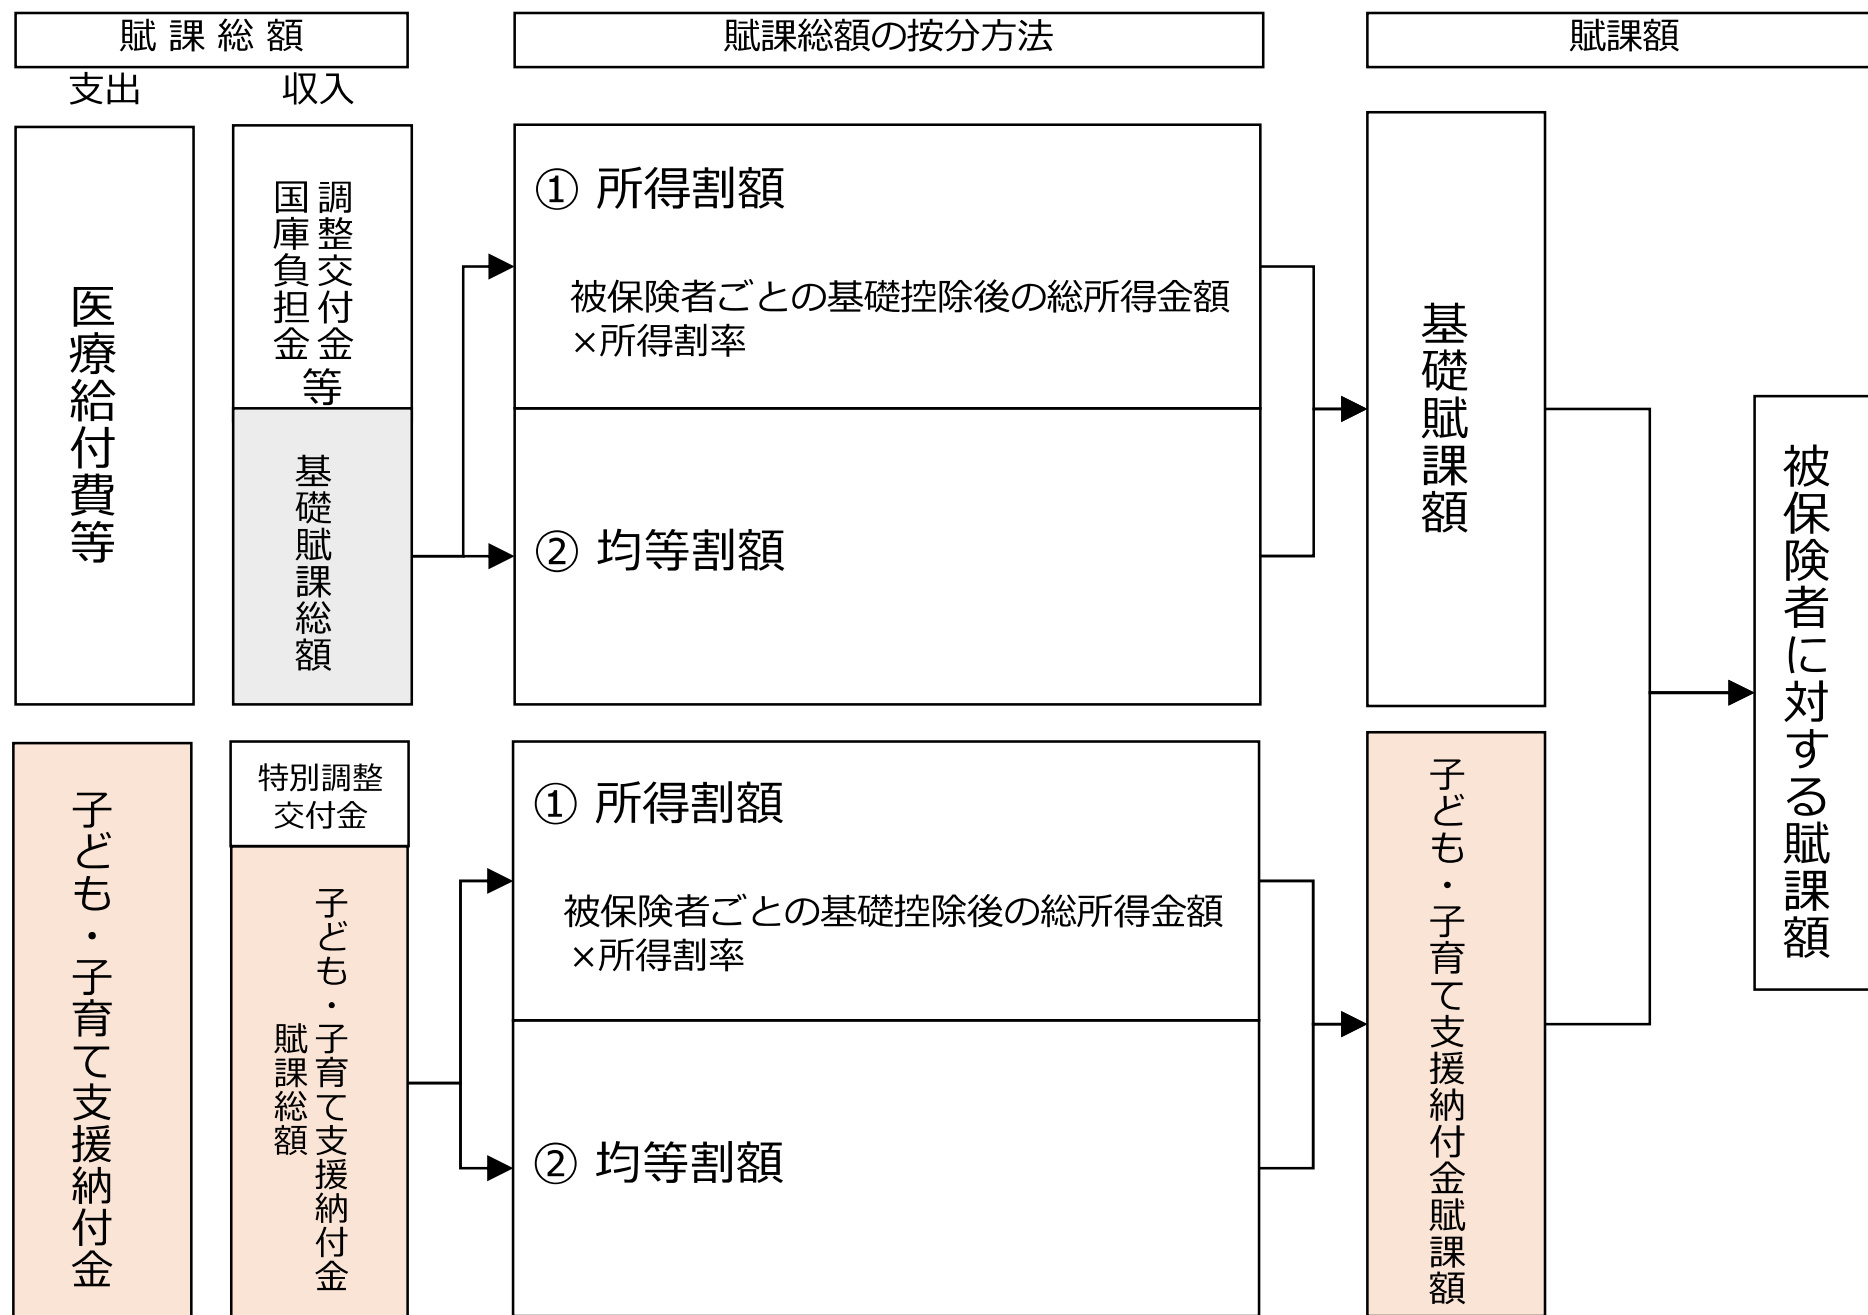 賦 課 総 額
賦課総額の按分方法
賦課額
支出
収入
医療給付費等
調整交付金
国庫負担金
等
基礎賦課総額
① 所得割額
被保険者ごとの基礎控除後の総所得金額
×所得割率
② 均等割額
基礎賦課額
被保険者に対する賦課額
子ども・子育て支援納付金
特別調整
交付金
子ども・子育て支援納付金
賦課総額
① 所得割額
被保険者ごとの基礎控除後の総所得金額
×所得割率
② 均等割額
子ども・子育て支援納付金賦課額